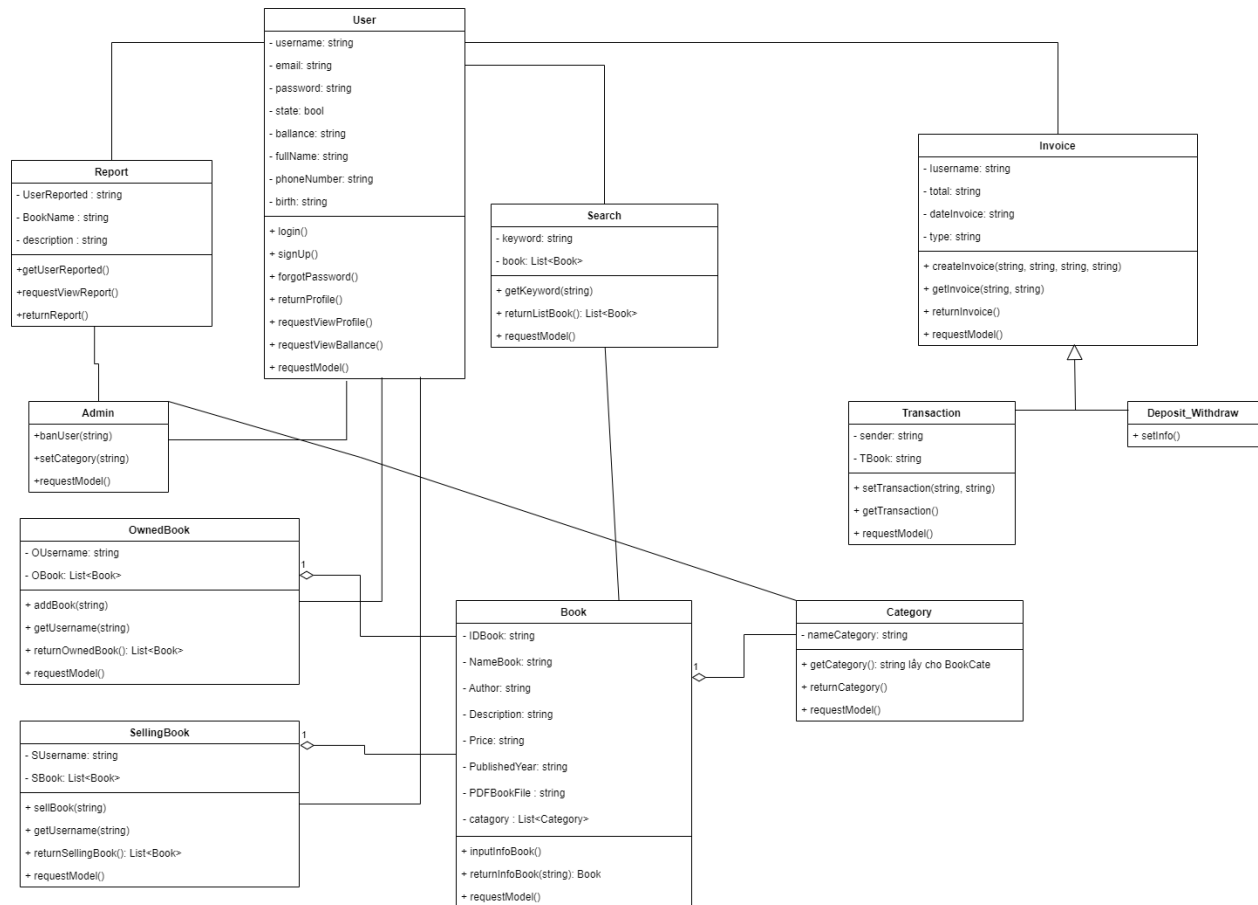 User
- username: string
- email: string
- password: string
- state: bool
- ballance: string
- fullName: string
- phoneNumber: string
- birth: string
+ login()
+ signUp()
+ forgotPassword()
+ returnProfile()
+ requestViewProfile()
+ requestViewBallance()
+ requestModel()
Report
- UserReported : string
- BookName : string
- description : string
+getUserReported()
+requestViewReport()
+returnReport()
Search
- keyword: string
- book: List<Book>
+ getKeyword(string)
+ returnListBook(): List<Book>
+ requestModel()
Invoice
- Iusername: string
- total: string
- dateInvoice: string
- type: string
+ createInvoice(string, string, string, string)
+ getInvoice(string, string)
+ returnInvoice()
+ requestModel()
Admin
+banUser(string)
+setCategory(string)
+requestModel()
Transaction
- sender: string
- TBook: string
+ setTransaction(string, string)
+ getTransaction()
+ requestModel()
Deposit_Withdraw
+ setInfo()
OwnedBook
- OUsername: string
- OBook: List<Book>
+ addBook(string)
+ getUsername(string)
+ returnOwnedBook(): List<Book>
+ requestModel()
1
Book
- IDBook: string
- NameBook: string
- Author: string
- Description: string
- Price: string
- PublishedYear: string
- PDFBookFile : string
- catagory : List<Category>
+ inputInfoBook()
+ returnInfoBook(string): Book
+ requestModel()
1
Category
- nameCategory: string
+ getCategory(): string lấy cho BookCate
+ returnCategory()
+ requestModel()
SellingBook
- SUsername: string
- SBook: List<Book>
+ sellBook(string)
+ getUsername(string)
+ returnSellingBook(): List<Book>
+ requestModel()
1